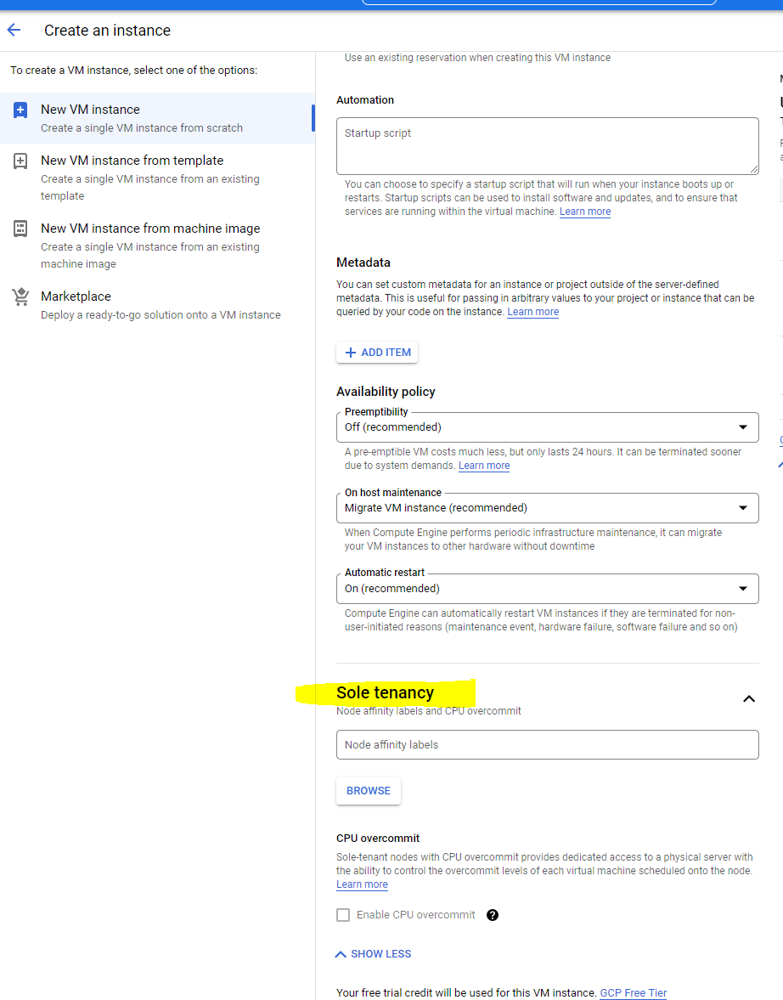 Create an instance
To create a VM instance, select one of the options:
New VM instance
Create a single VM instance from scratch
New VM instance from template
Create a single VM instance from an existing
template
New VM instance from machine image
Create a single VM instance from an existing
machine image
Marketplace
Deploy a ready-to-go solution onto a VM instance
Use an existing reservation when creating this VM instance
Automation
Startup script
You can choose to specify a startup script that will run when your instance boots up or
restarts. Startup scripts can be used to install software and updates, and to ensure that
services are running within the virtual machine. Learn more
Metadata
You can set custom metadata for an instance or project outside of the server-defined
metadata. This is useful for passing in arbitrary values to your project or instance that can be
queried by your code on the instance. Learn more
ADD ITEM
Availability policy
Preemptibility
Off (recommended)
A pre-emptible VM costs much less, but only lasts 24 hours. It can be terminated sooner
due to system demands. Learn more
On host maintenance
Migrate VM instance (recommended)
When Compute Engine performs periodic infrastructure maintenance, it can migrate
your VM instances to other hardware without downtime
Automatic restart
On (recommended)
Compute Engine can automatically restart VM instances if they are terminated for non-
user-initiated reasons (maintenance event, hardware failure, software failure and so on)
Sole tenancy
Node affinity labels and CPU overcommit
Node affinity labels
BROWSE
CPU overcommit
Sole-tenant nodes with CPU overcommit provides dedicated access to a physical server with
the ability to control the overcommit levels of each virtual machine scheduled onto the node.
Learn more
Enable CPU overcommit
SHOW LESS
Your free trial credit will be used for this VM instance. GCP Free Tier